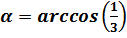 α = arccos(1/3)